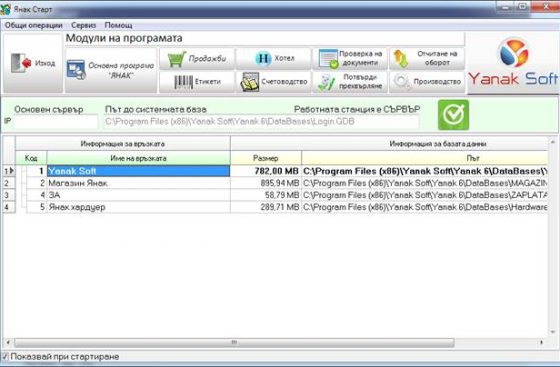 Янак Старт
Общи операции Сервиз Помощ
Модули на програмата
Изход
Основна програма "ЯНАК"
Продажби
Хотел
Проверка на документи
Отчитане на оборот
Етикети
Счетоводство
Потвърди прехвърляне
Производство
Yanak Soft
Основен сървър Път до системната база Работната станция е СЪРВЪР
IP C:\Program Files (x86)\Yanak Soft\Yanak 6\DataBases\Login.GDB
Информация за връзката Информация за базата данни
Код Име на връзката Размер Път
1 1 Yanak Soft 782,00 MB C:\Program Files (x86)\Yanak Soft\Yanak 6\DataBases\Y
2 2 Магазин Янак 895,94 MB C:\Program Files (x86)\Yanak Soft\Yanak 6\DataBases\MAGAZIN
3 4 ЗА 58,79 MB C:\Program Files (x86)\Yanak Soft\Yanak 6\DataBases\ZAPLATA
4 5 Янак хардуер 289,71 MB C:\Program Files (x86)\Yanak Soft\Yanak 6\DataBases\Hardware
Показвай при стартиране